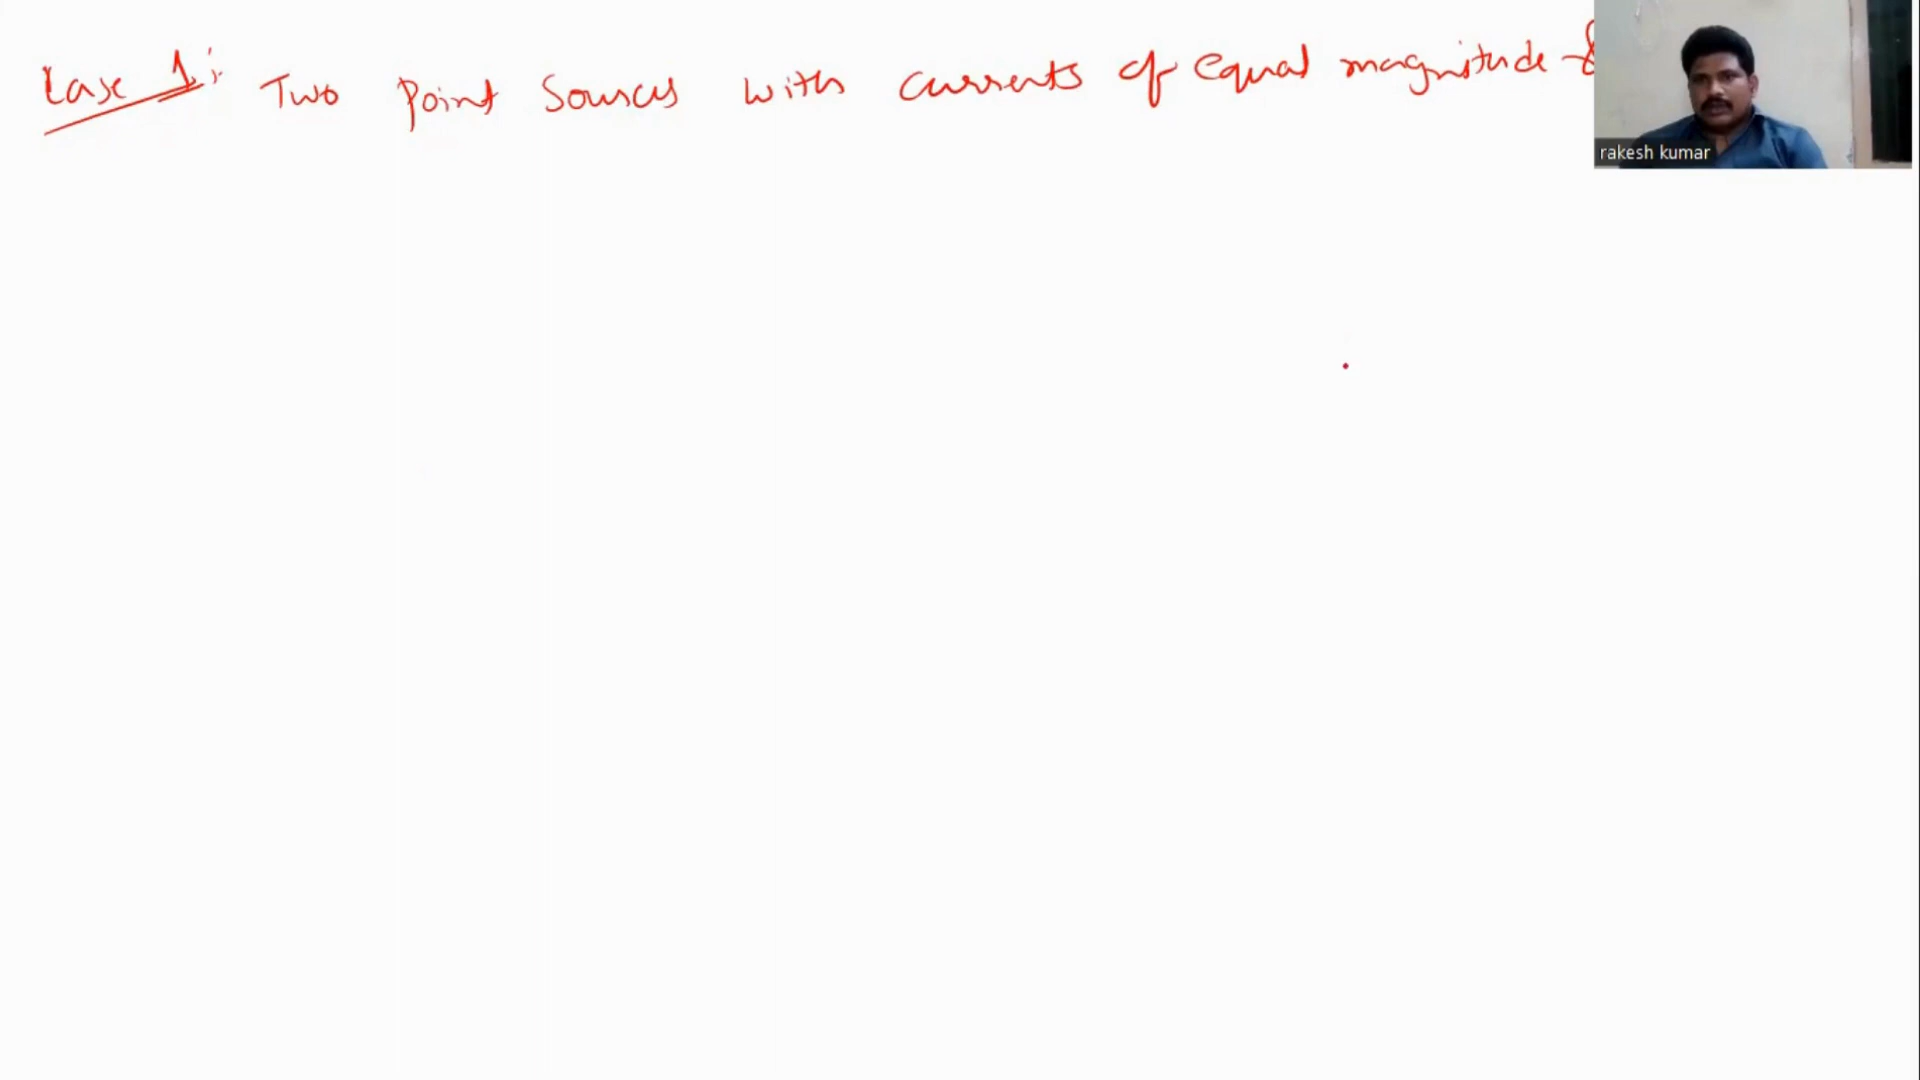 Case 1: Two Point Sources with currents of equal magnitude &
rakesh kumar